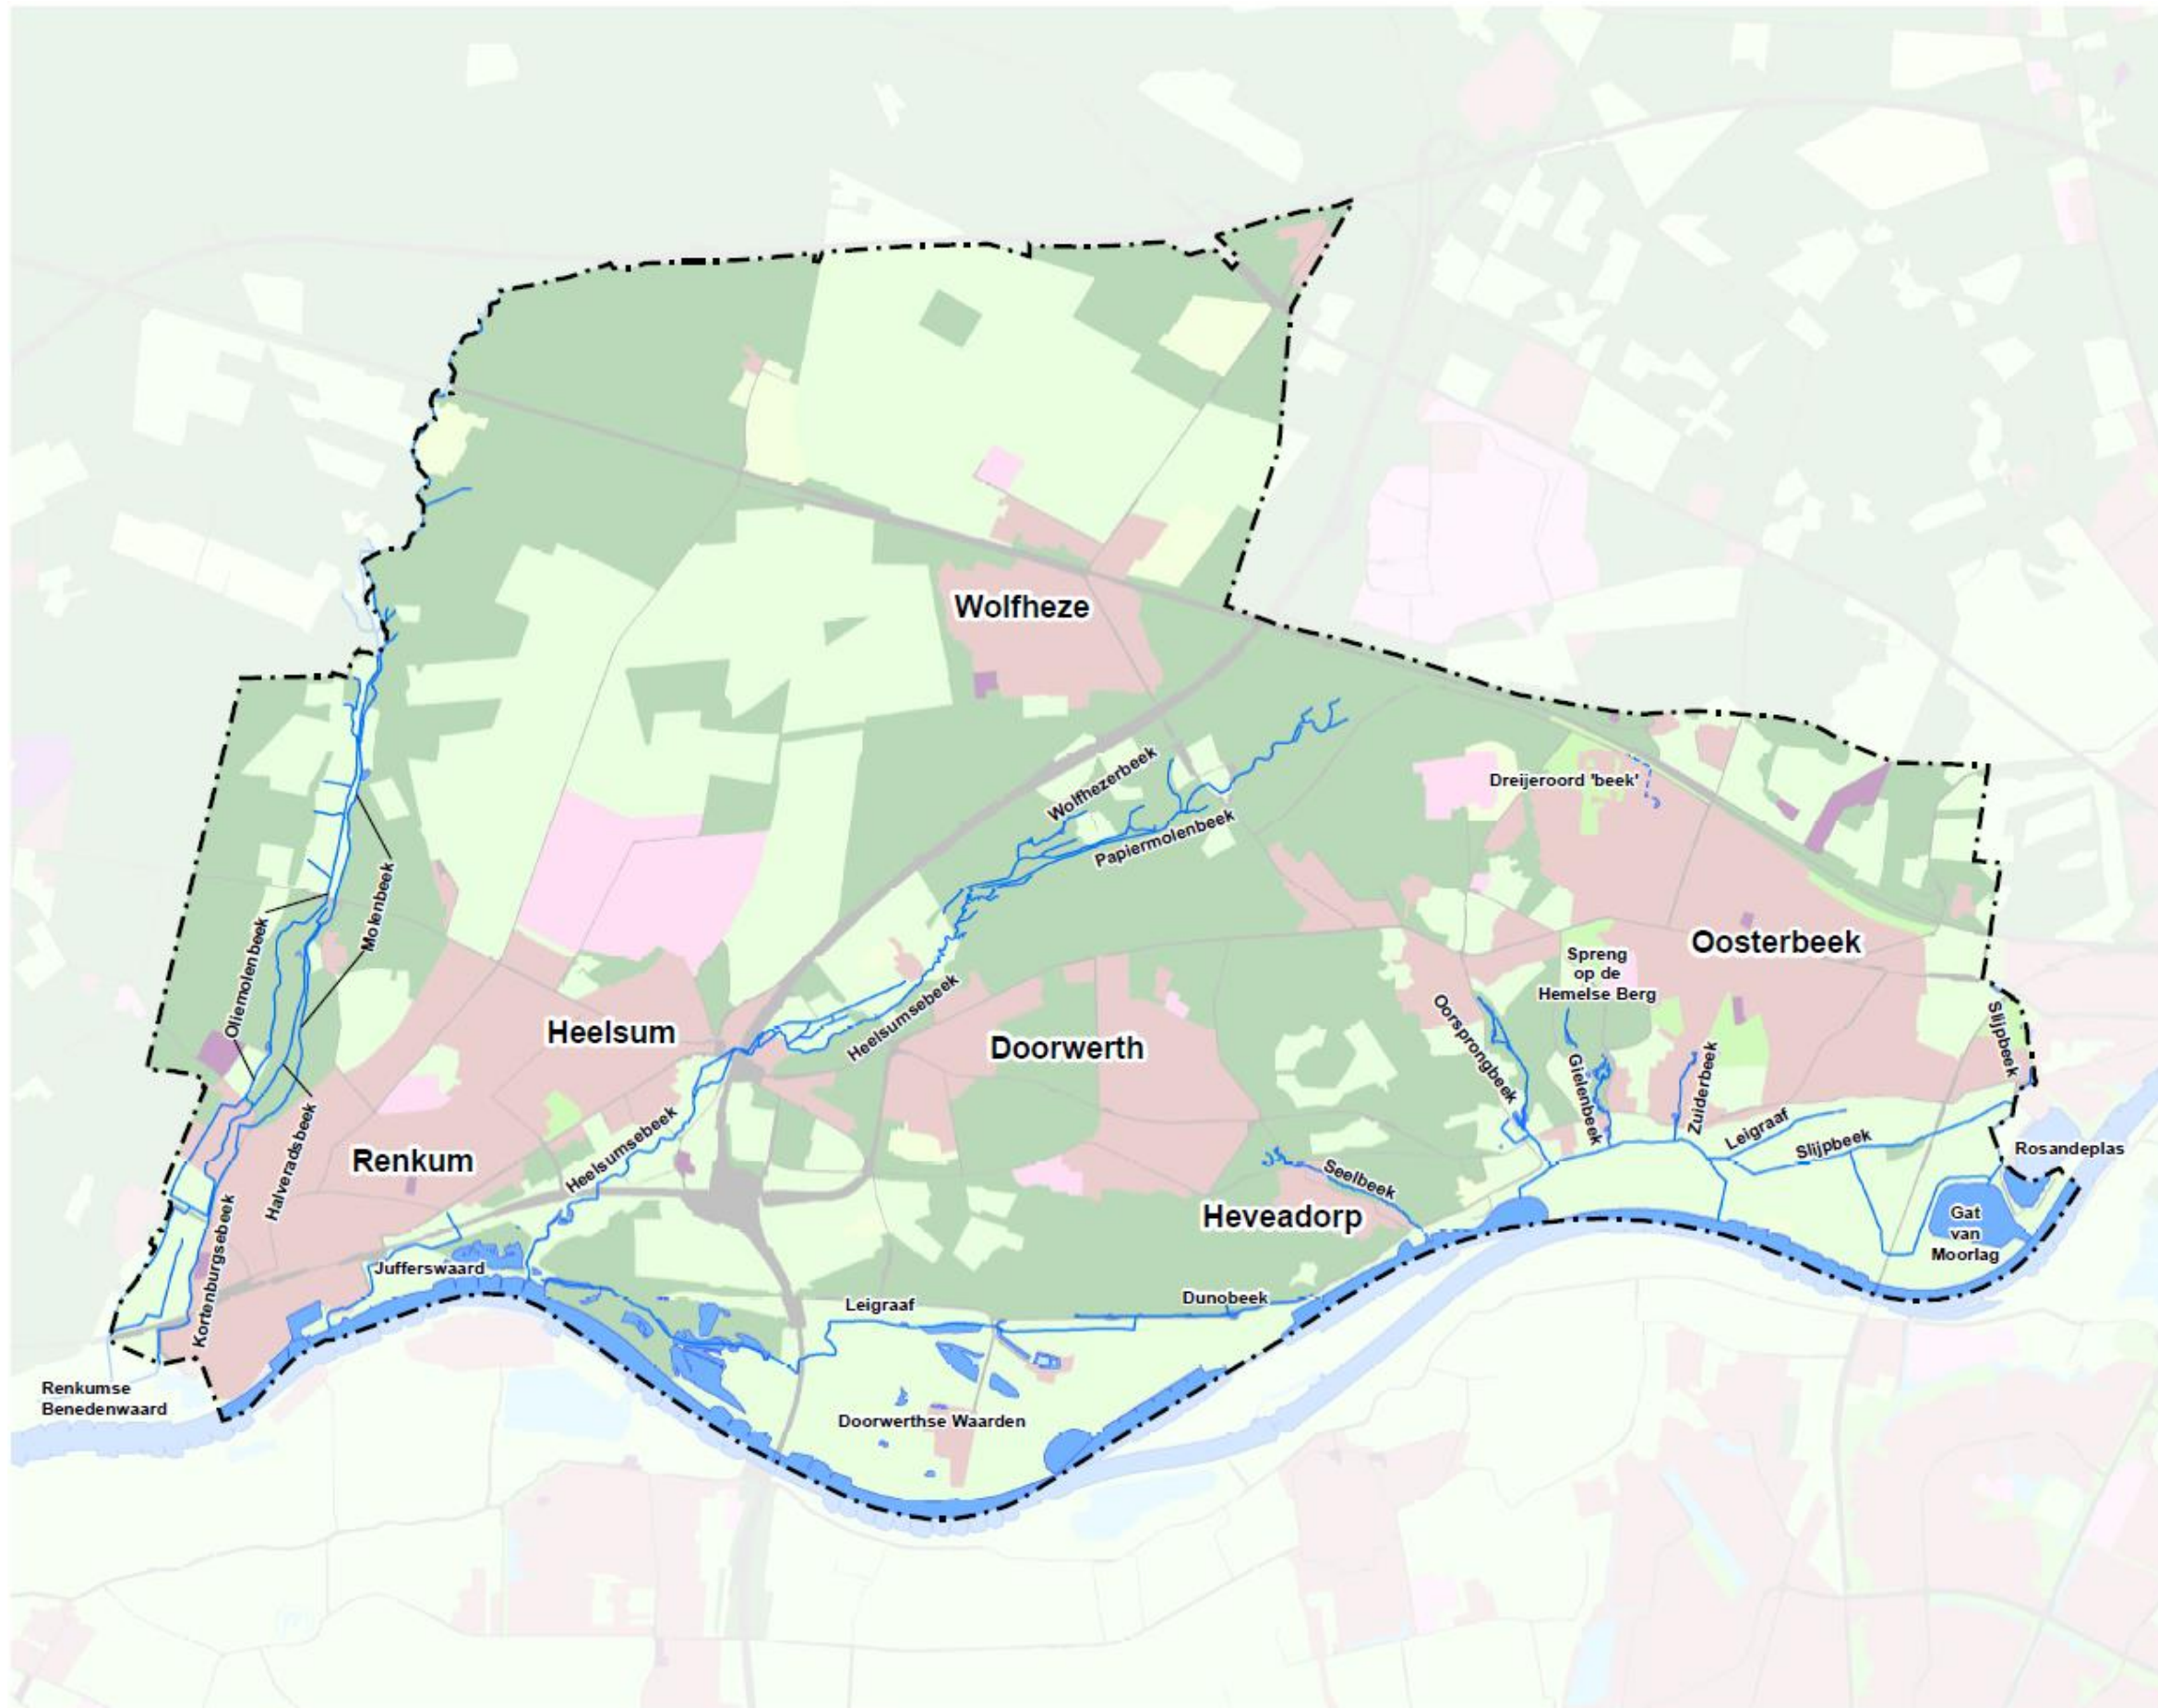 Wolfheze
Wolfhezerbeek
Papiermolenbeek
Dreijeroord 'beek'
Molenbeek
Oliemolenbeek
Oosterbeek
Spreng
op de
Hemelse Berg
Heelsum
Heelsumsebeek
Doorwerth
Oorsprongbeek
Gielenbeek
Zuiderbeek
Slijpbeek
Leigraaf
Slijpbeek
Rosandeplas
Renkum
Heelsumsebeek
Halveradsbeek
Kortenburgsebeek
Seelbeek
Heveadorp
Gat
van
Moorlag
Jufferswaard
Leigraaf
Dunobeek
Renkumse
Benedenwaard
Doorwerthse Waarden